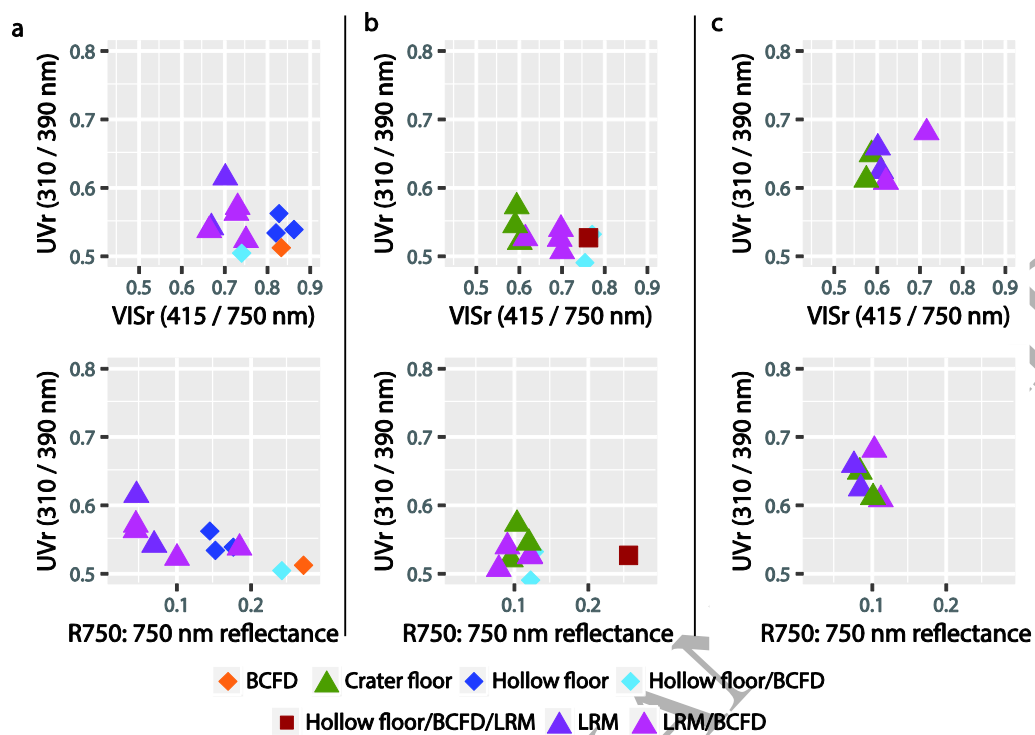 a
b
c
0.8
0.7
0.6
0.5
UVr (310 / 390 nm)
0.5 0.6 0.7 0.8 0.9
VISr (415 / 750 nm)
0.8
0.7
0.6
0.5
UVr (310 / 390 nm)
0.5 0.6 0.7 0.8 0.9
VISr (415 / 750 nm)
0.8
0.7
0.6
0.5
UVr (310 / 390 nm)
0.5 0.6 0.7 0.8 0.9
VISr (415 / 750 nm)
0.8
0.7
0.6
0.5
UVr (310 / 390 nm)
0.1 0.2
R750: 750 nm reflectance
0.8
0.7
0.6
0.5
UVr (310 / 390 nm)
0.1 0.2
R750: 750 nm reflectance
0.8
0.7
0.6
0.5
UVr (310 / 390 nm)
0.1 0.2
R750: 750 nm reflectance
BCFD Crater floor Hollow floor Hollow floor/BCFD
Hollow floor/BCFD/LRM LRM LRM/BCFD